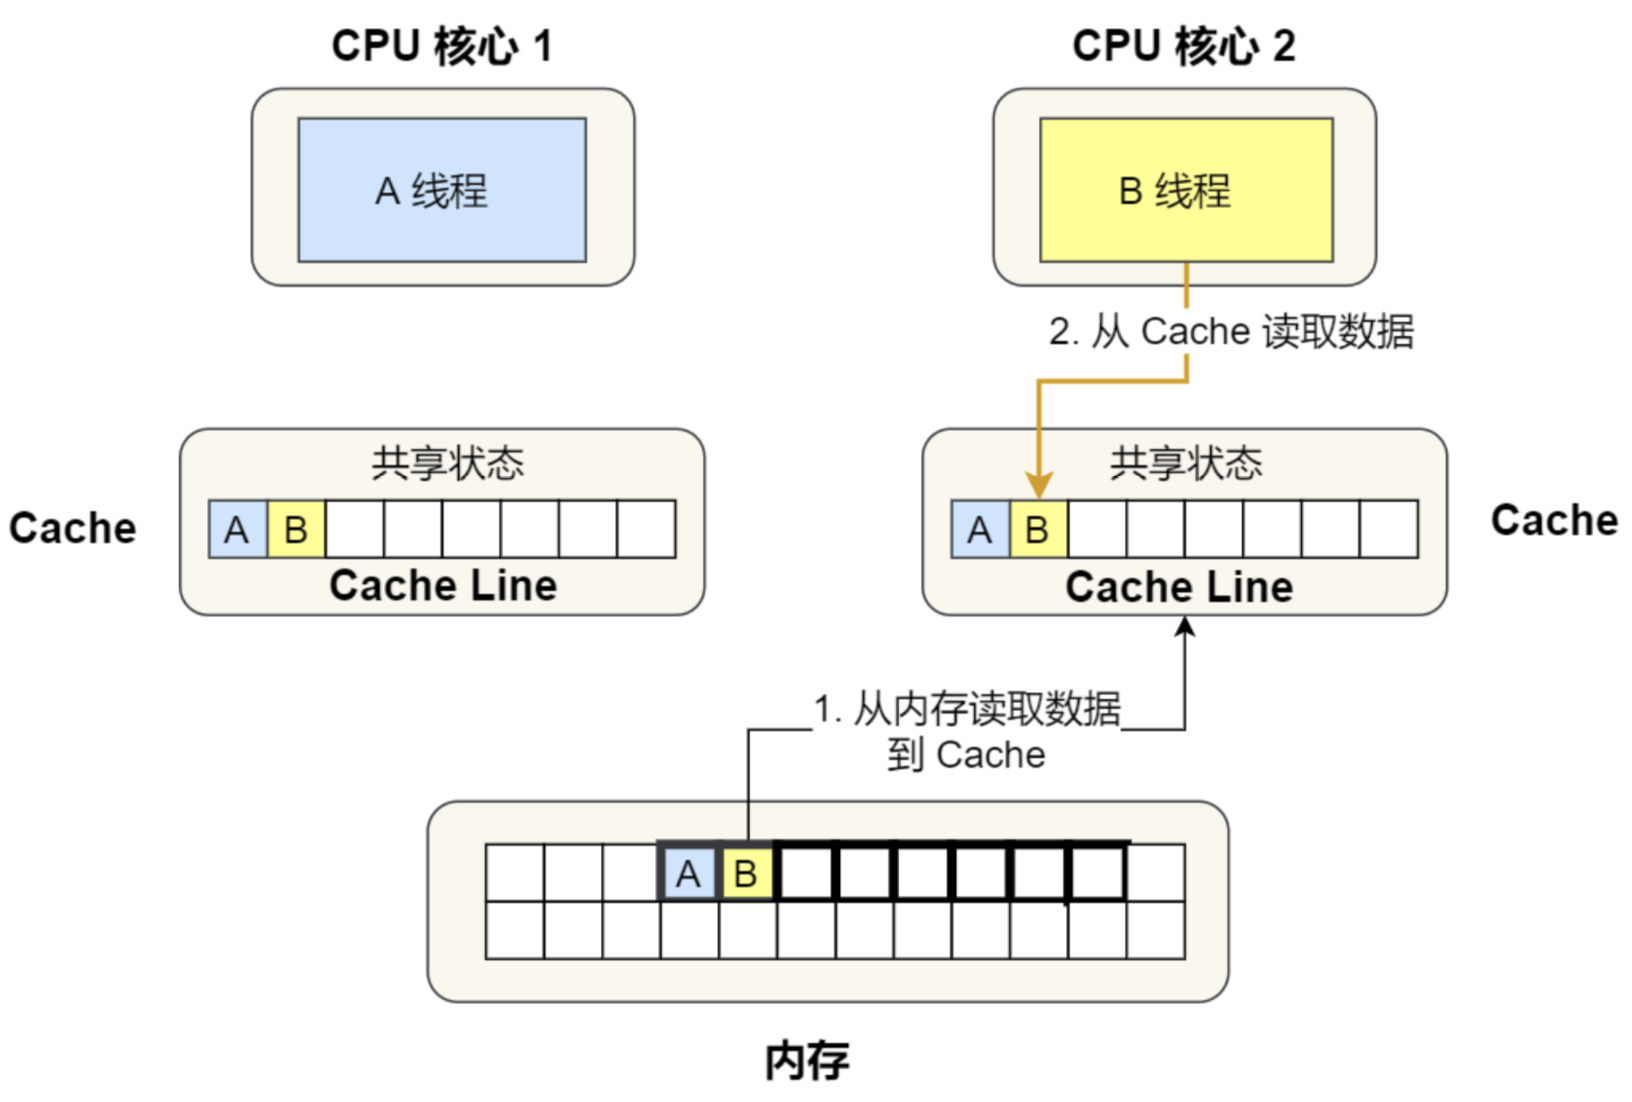 CPU 核心 1
CPU 核心 2
A 线程
B 线程
2. 从 Cache 读取数据
共享状态
共享状态
Cache
A B
A B
Cache
Cache Line
Cache Line
1. 从内存读取数据
到 Cache
A B
内存